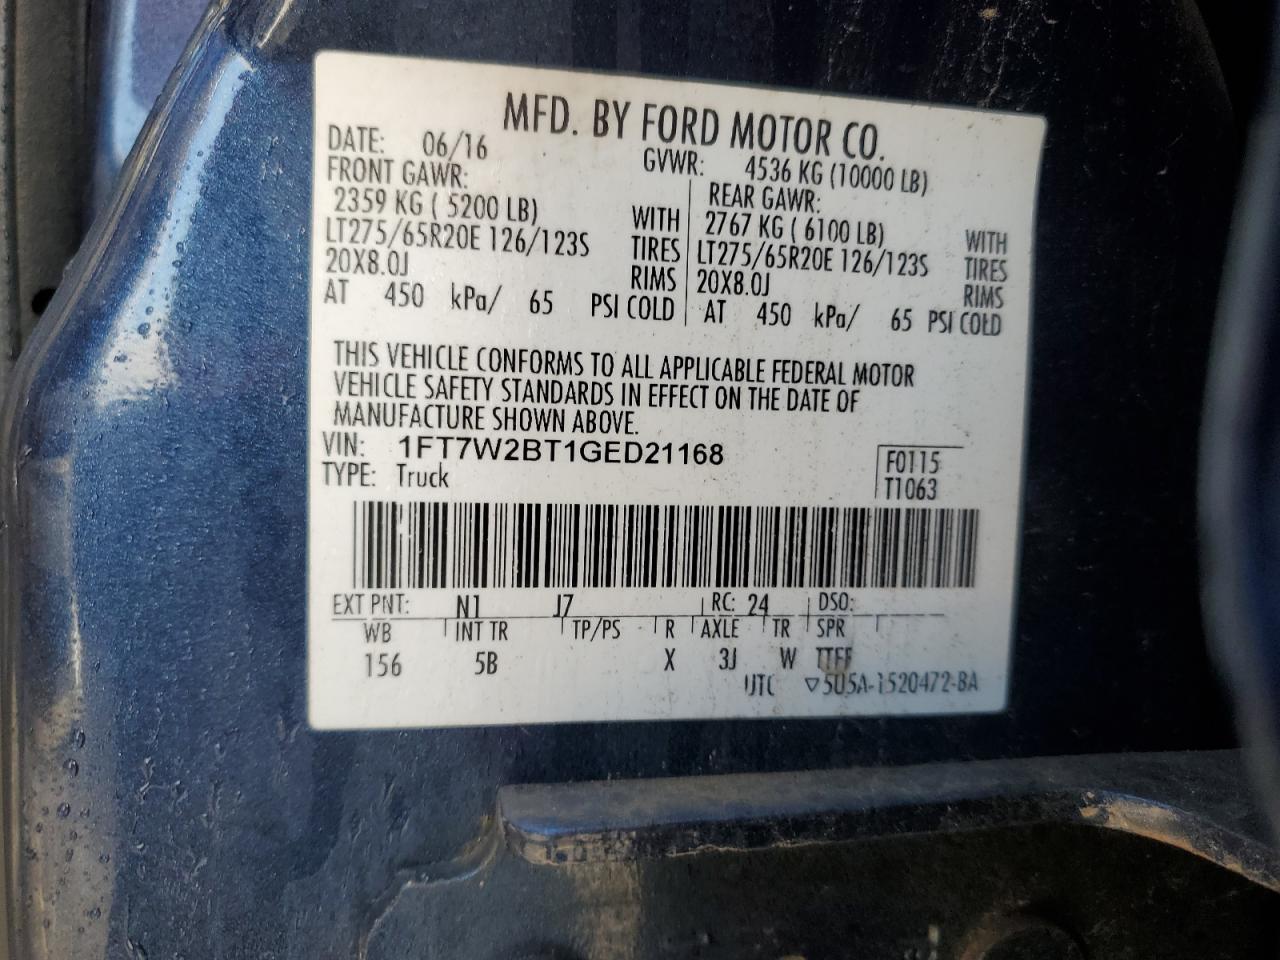 MFD. BY FORD MOTOR CO.
DATE: 06/16 GVWR: 4536 KG (10000 LB)
FRONT GAWR: REAR GAWR:
2359 KG ( 5200 LB) WITH 2767 KG ( 6100 LB) WITH
LT275/65R20E 126/123S TIRES LT275/65R20E 126/123S TIRES
20X8.0J RIMS 20X8.0J RIMS
AT 450 kPa/ 65 PSI COLD AT 450 kPa/ 65 PSI COLD
THIS VEHICLE CONFORMS TO ALL APPLICABLE FEDERAL MOTOR
VEHICLE SAFETY STANDARDS IN EFFECT ON THE DATE OF
MANUFACTURE SHOWN ABOVE.
VIN: 1FT7W2BT1GED21168 F0115
TYPE: Truck T1063
EXT PNT: N1 J7 RC: 24 DSO:
WB INT TR TP/PS R AXLE TR SPR
156 5B X 3J W TTFF
UTC ▽5U5A-1520472-BA